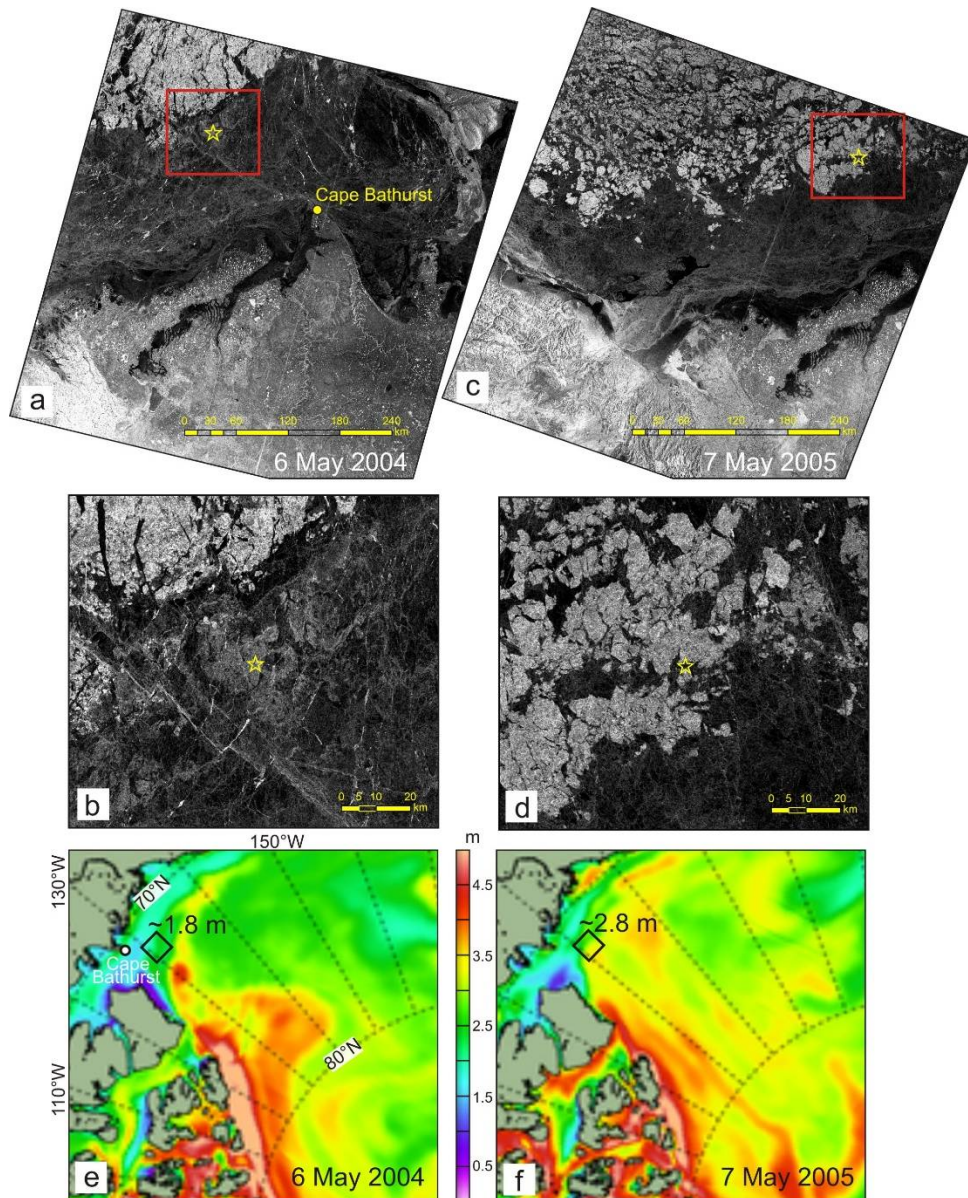 Cape Bathurst
a
0 30 60 120 180 240
km
6 May 2004
c
0 30 60 120 180 240
km
7 May 2005
b
0 5 10 20
km
d
0 5 10 20
km
150°W
m
130°W
70°N
~1.8 m
Cape
Bathurst
110°W
80°N
e
6 May 2004
4.5
3.5
2.5
1.5
0.5
~2.8 m
f
7 May 2005